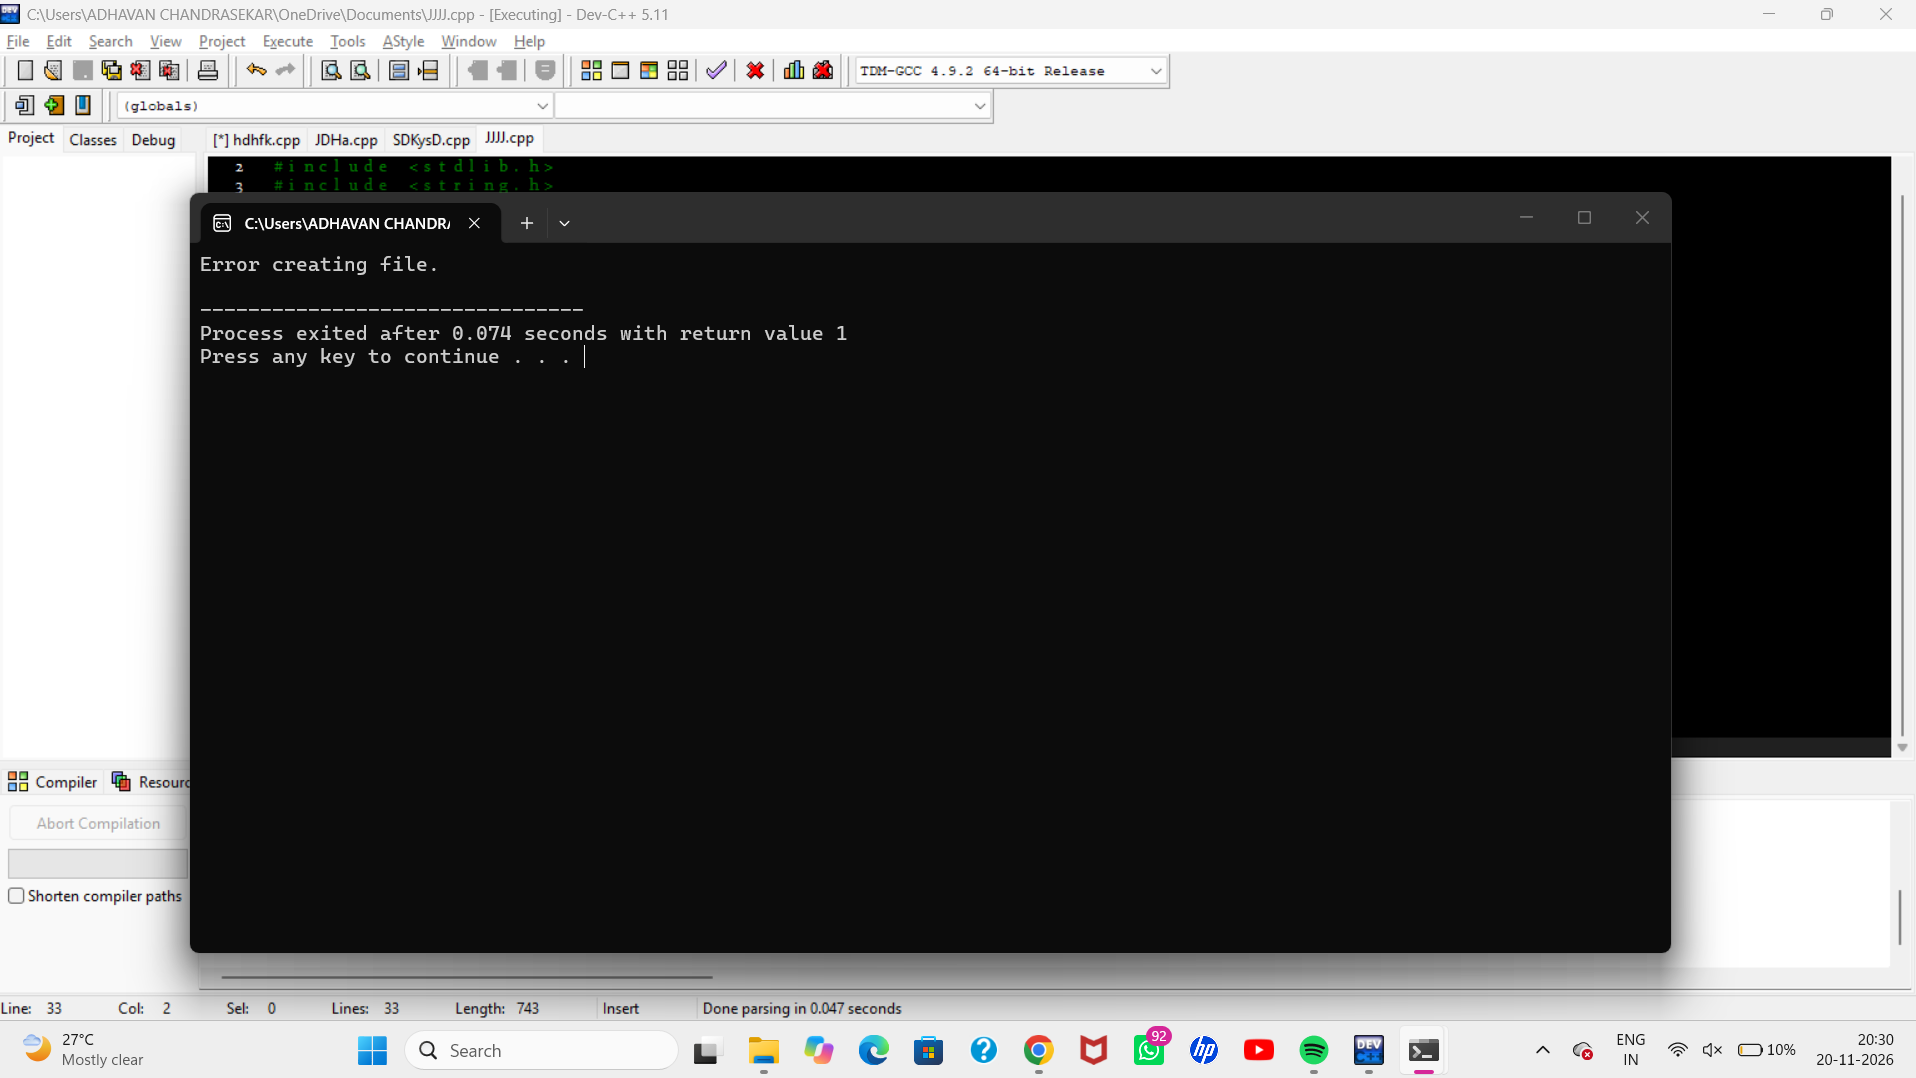 C:\Users\ADHAVAN CHANDRASEKAR\OneDrive\Documents\JJJJ.cpp - [Executing] - Dev-C++ 5.11
File Edit Search View Project Execute Tools AStyle Window Help
TDM-GCC 4.9.2 64-bit Release
(globals)
Project Classes Debug [*] hdhfk.cpp JDHa.cpp SDKysD.cpp JJJJ.cpp
2 #include <stdlib.h>
3 #include <string.h>
C:\Users\ADHAVAN CHANDR
Error creating file.
--------------------------------
Process exited after 0.074 seconds with return value 1
Press any key to continue . . .
Compiler Resourc
Abort Compilation
Shorten compiler paths
Line: 33 Col: 2 Sel: 0 Lines: 33 Length: 743 Insert Done parsing in 0.047 seconds
27°C
Mostly clear
Search
92
DEV
hp
ENG
IN
10%
20:30
20-11-2026